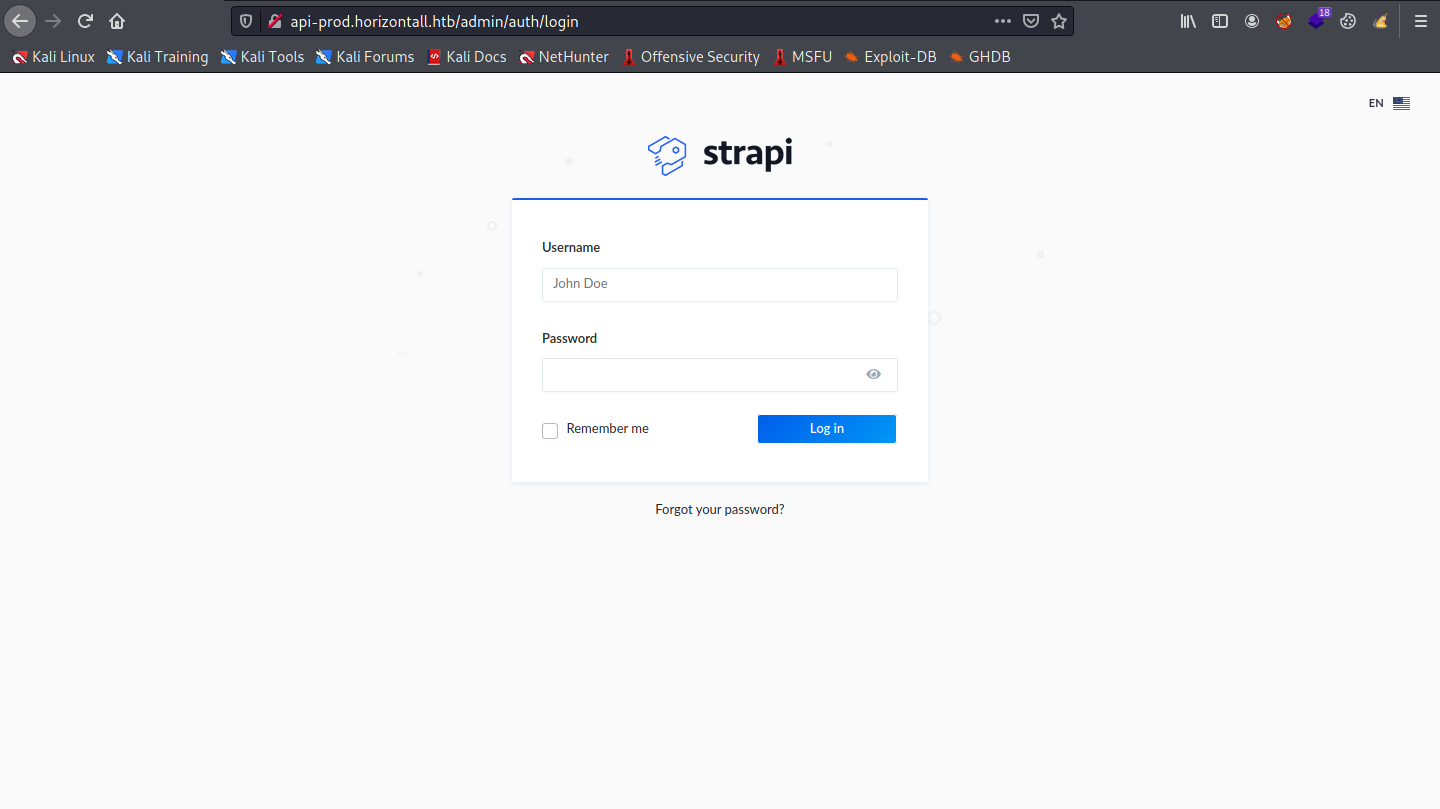 api-prod.horizontall.htb/admin/auth/login
18
Kali Linux Kali Training Kali Tools Kali Forums Kali Docs NetHunter Offensive Security MSFU Exploit-DB GHDB
EN
strapi
Username
John Doe
Password
Remember me Log in
Forgot your password?